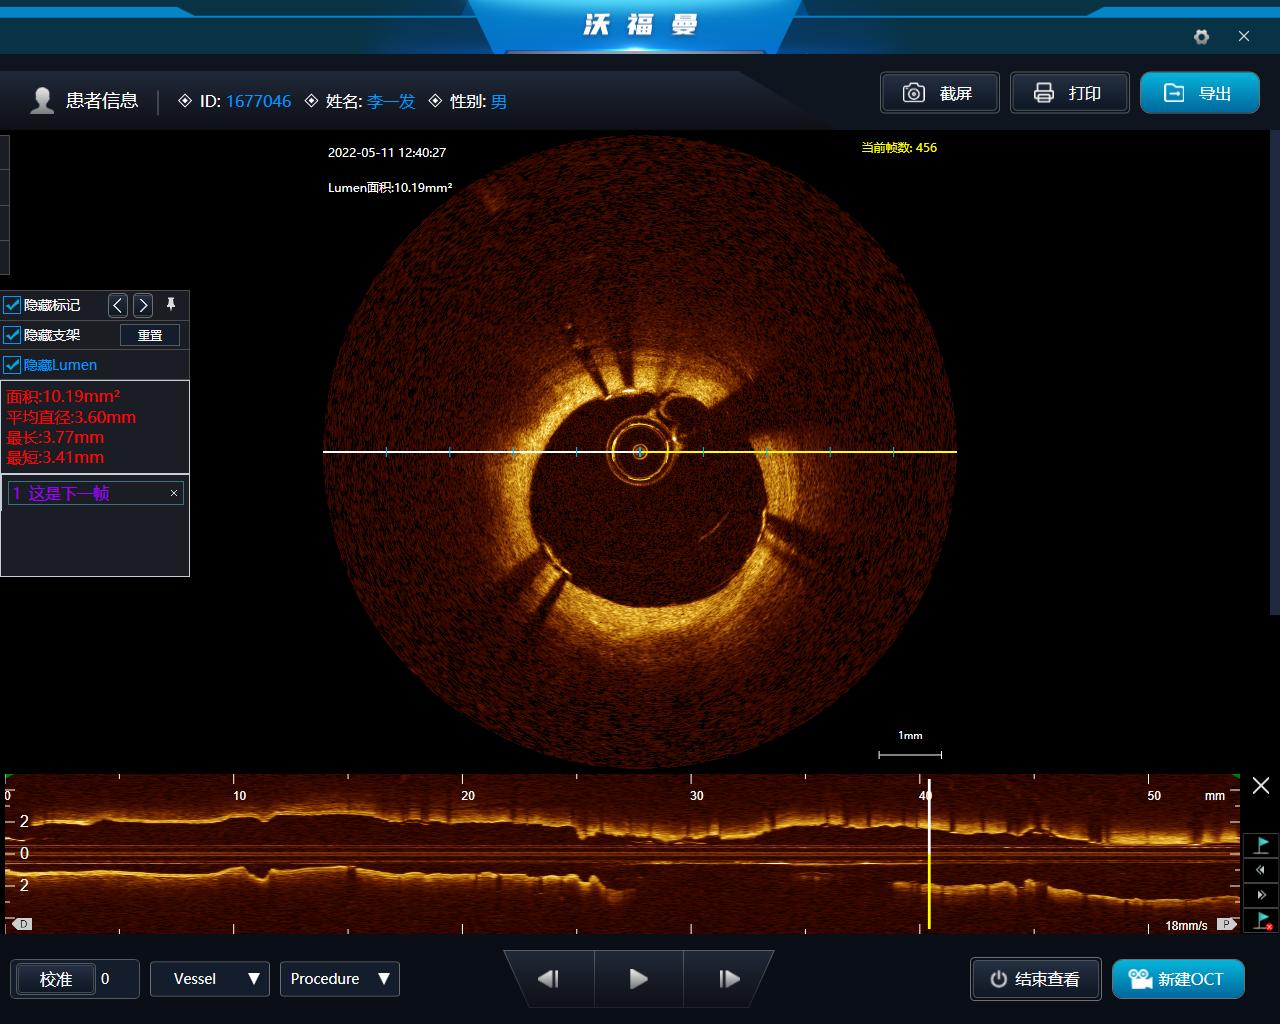 沃福曼
患者信息 ID: 1677046 姓名: 李一发 性别: 男
截屏 打印 导出
2022-05-11 12:40:27
当前帧数: 456
Lumen面积:10.19mm²
隐藏标记
隐藏支架 重置
隐藏Lumen
面积:10.19mm²
平均直径:3.60mm
最长:3.77mm
最短:3.41mm
1 这是下一帧
1mm
0 10 20 30 40 50 mm
2
0
2
D 18mm/s P
校准 0 Vessel Procedure 结束查看 新建OCT